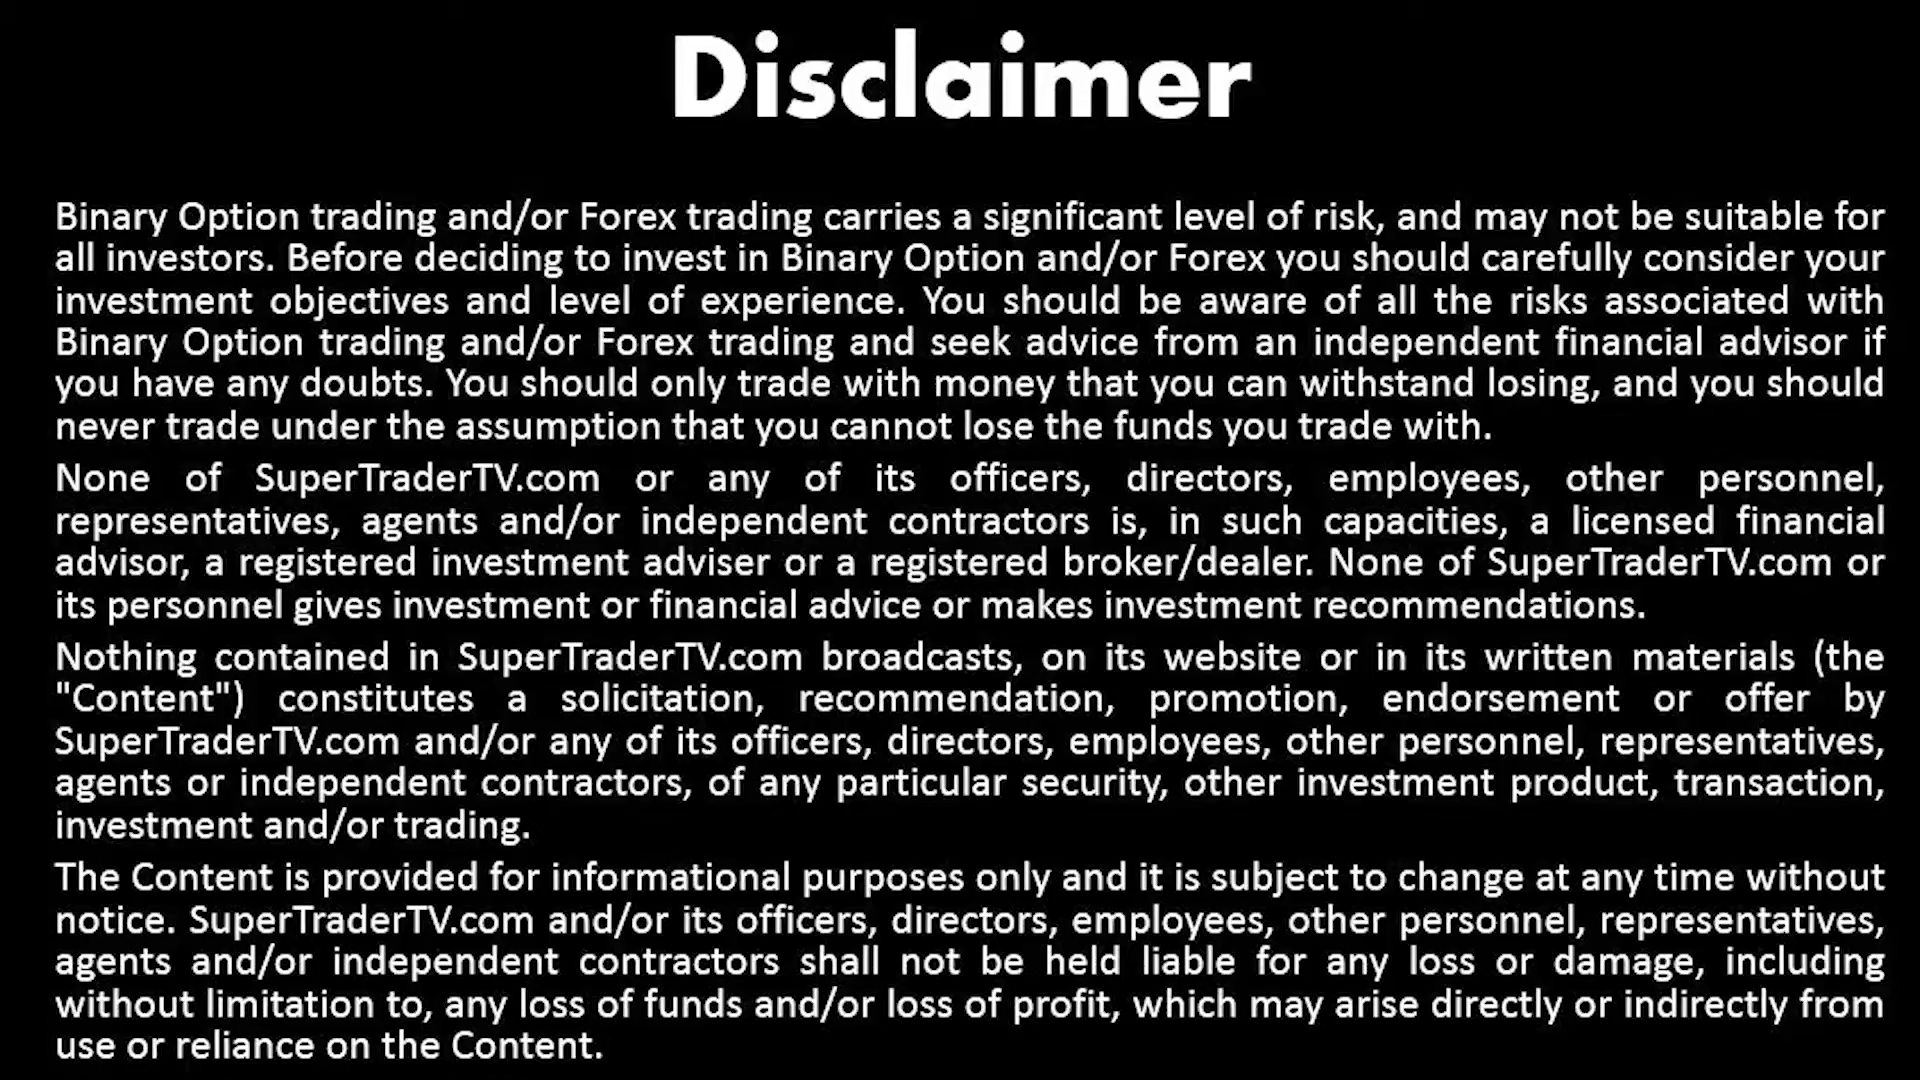 Disclaimer
Binary Option trading and/or Forex trading carries a significant level of risk, and may not be suitable for
all investors. Before deciding to invest in Binary Option and/or Forex you should carefully consider your
investment objectives and level of experience. You should be aware of all the risks associated with
Binary Option trading and/or Forex trading and seek advice from an independent financial advisor if
you have any doubts. You should only trade with money that you can withstand losing, and you should
never trade under the assumption that you cannot lose the funds you trade with.
None of SuperTraderTV.com or any of its officers, directors, employees, other personnel,
representatives, agents and/or independent contractors is, in such capacities, a licensed financial
advisor, a registered investment adviser or a registered broker/dealer. None of SuperTraderTV.com or
its personnel gives investment or financial advice or makes investment recommendations.
Nothing contained in SuperTraderTV.com broadcasts, on its website or in its written materials (the
"Content") constitutes a solicitation, recommendation, promotion, endorsement or offer by
SuperTraderTV.com and/or any of its officers, directors, employees, other personnel, representatives,
agents or independent contractors, of any particular security, other investment product, transaction,
investment and/or trading.
The Content is provided for informational purposes only and it is subject to change at any time without
notice. SuperTraderTV.com and/or its officers, directors, employees, other personnel, representatives,
agents and/or independent contractors shall not be held liable for any loss or damage, including
without limitation to, any loss of funds and/or loss of profit, which may arise directly or indirectly from
use or reliance on the Content.